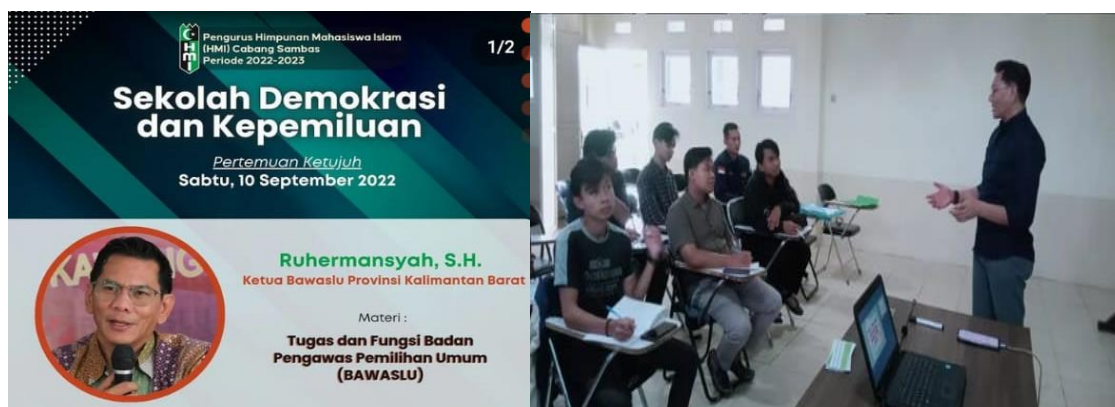 Pengurus Himpunan Mahasiswa Islam
(HMI) Cabang Sambas
Periode 2022-2023
HMI
1/2
Sekolah Demokrasi
dan Kepemiluan
Pertemuan Ketujuh
Sabtu, 10 September 2022
Ruhermansyah, S.H.
Ketua Bawaslu Provinsi Kalimantan Barat
Materi :
Tugas dan Fungsi Badan
Pengawas Pemilihan Umum
(BAWASLU)